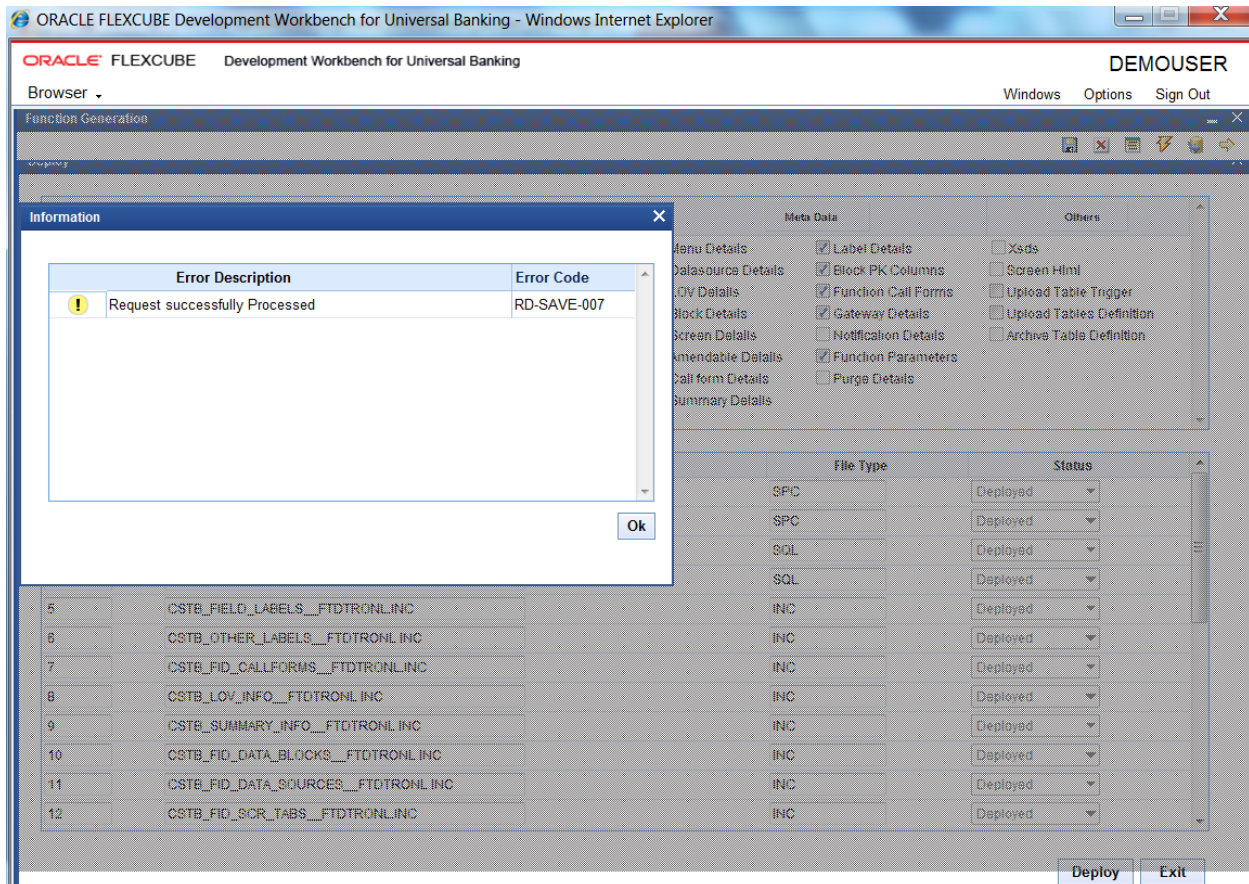 ORACLE FLEXCUBE Development Workbench for Universal Banking - Windows Internet Explorer
ORACLE FLEXCUBE Development Workbench for Universal Banking
DEMOUSER
Browser
Windows Options Sign Out
Function Generation
Deploy
Information
Meta Data Others
Error Description Error Code
Request successfully Processed RD-SAVE-007
Ok
Menu Details Label Details Xsds
Datasource Details Block PK Columns Screen Html
LOV Details Function Call Forms Upload Table Trigger
Block Details Gateway Details Upload Tables Definition
Screen Details Notification Details Archive Table Definition
Amendable Details Function Parameters
Call form Details Purge Details
Summary Details
File Type Status
SPC Deployed
SPC Deployed
SQL Deployed
SQL Deployed
5 CSTB_FIELD_LABELS__FTDTRONL.INC INC Deployed
6 CSTB_OTHER_LABELS__FTDTRONL.INC INC Deployed
7 CSTB_FID_CALLFORMS__FTDTRONL.INC INC Deployed
8 CSTB_LOV_INFO__FTDTRONL.INC INC Deployed
9 CSTB_SUMMARY_INFO__FTDTRONL.INC INC Deployed
10 CSTB_FID_DATA_BLOCKS__FTDTRONL.INC INC Deployed
11 CSTB_FID_DATA_SOURCES__FTDTRONL.INC INC Deployed
12 CSTB_FID_SCR_TABS__FTDTRONL.INC INC Deployed
Deploy Exit